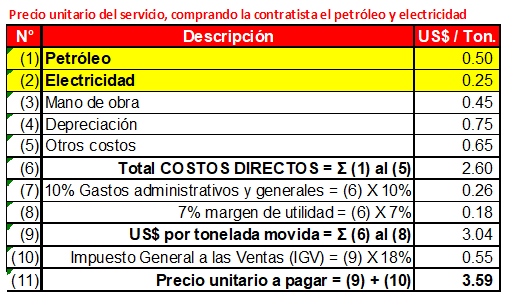 Precio unitario del servicio, comprando la contratista el petróleo y electricidad
N° Descripción US$ / Ton.
(1) Petróleo 0.50
(2) Electricidad 0.25
(3) Mano de obra 0.45
(4) Depreciación 0.75
(5) Otros costos 0.65
(6) Total COSTOS DIRECTOS = Σ (1) al (5) 2.60
(7) 10% Gastos administrativos y generales = (6) X 10% 0.26
(8) 7% margen de utilidad = (6) X 7% 0.18
(9) US$ por tonelada movida = Σ (6) al (8) 3.04
(10) Impuesto General a las Ventas (IGV) = (9) X 18% 0.55
(11) Precio unitario a pagar = (9) + (10) 3.59